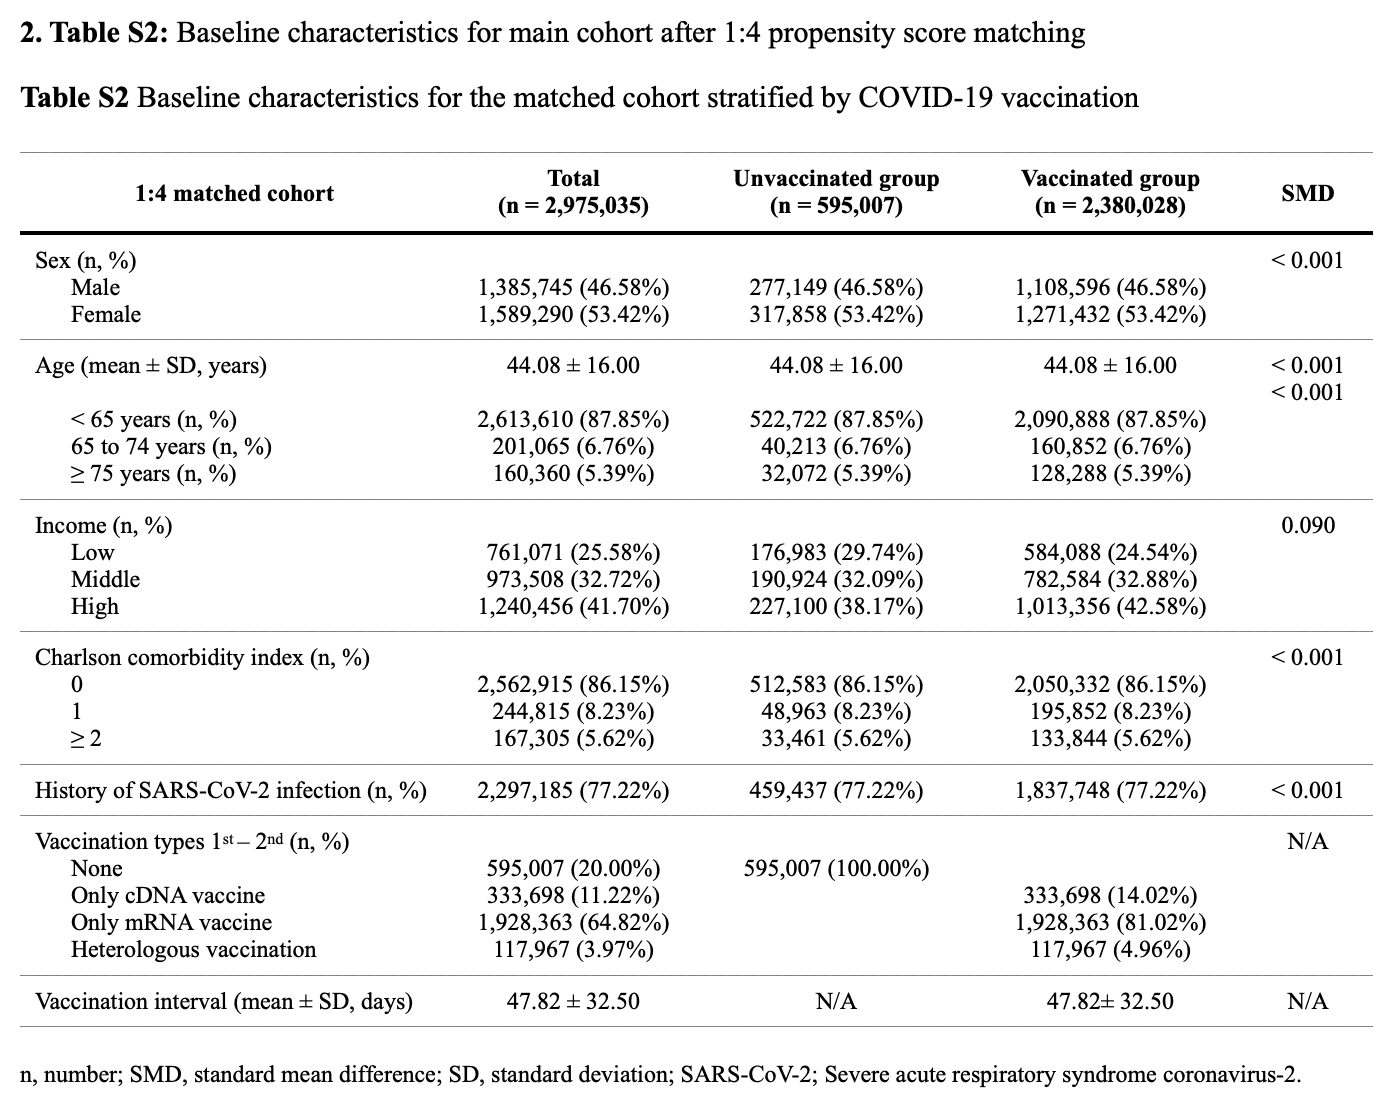 2. Table S2: Baseline characteristics for main cohort after 1:4 propensity score matching
Table S2 Baseline characteristics for the matched cohort stratified by COVID-19 vaccination
1:4 matched cohort Total (n = 2,975,035) Unvaccinated group (n = 595,007) Vaccinated group (n = 2,380,028) SMD
Sex (n, %) < 0.001
Male 1,385,745 (46.58%) 277,149 (46.58%) 1,108,596 (46.58%)
Female 1,589,290 (53.42%) 317,858 (53.42%) 1,271,432 (53.42%)
Age (mean ± SD, years) 44.08 ± 16.00 44.08 ± 16.00 44.08 ± 16.00 < 0.001
< 0.001
< 65 years (n, %) 2,613,610 (87.85%) 522,722 (87.85%) 2,090,888 (87.85%)
65 to 74 years (n, %) 201,065 (6.76%) 40,213 (6.76%) 160,852 (6.76%)
≥ 75 years (n, %) 160,360 (5.39%) 32,072 (5.39%) 128,288 (5.39%)
Income (n, %) 0.090
Low 761,071 (25.58%) 176,983 (29.74%) 584,088 (24.54%)
Middle 973,508 (32.72%) 190,924 (32.09%) 782,584 (32.88%)
High 1,240,456 (41.70%) 227,100 (38.17%) 1,013,356 (42.58%)
Charlson comorbidity index (n, %) < 0.001
0 2,562,915 (86.15%) 512,583 (86.15%) 2,050,332 (86.15%)
1 244,815 (8.23%) 48,963 (8.23%) 195,852 (8.23%)
≥ 2 167,305 (5.62%) 33,461 (5.62%) 133,844 (5.62%)
History of SARS-CoV-2 infection (n, %) 2,297,185 (77.22%) 459,437 (77.22%) 1,837,748 (77.22%) < 0.001
Vaccination types 1st – 2nd (n, %) N/A
None 595,007 (20.00%) 595,007 (100.00%)
Only cDNA vaccine 333,698 (11.22%) 333,698 (14.02%)
Only mRNA vaccine 1,928,363 (64.82%) 1,928,363 (81.02%)
Heterologous vaccination 117,967 (3.97%) 117,967 (4.96%)
Vaccination interval (mean ± SD, days) 47.82 ± 32.50 N/A 47.82± 32.50 N/A
n, number; SMD, standard mean difference; SD, standard deviation; SARS-CoV-2; Severe acute respiratory syndrome coronavirus-2.